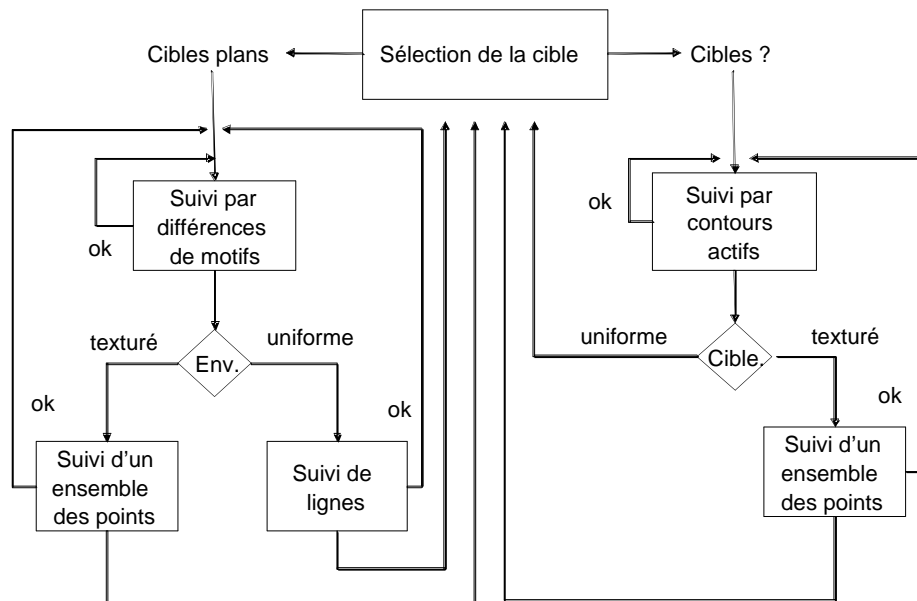 Cibles plans
Sélection de la cible
Cibles ?
Suivi par
différences
de motifs
ok
Suivi par
contours
actifs
ok
texturé
uniforme
Env.
uniforme
texturé
Cible.
ok
ok
ok
Suivi d'un
ensemble
des points
Suivi de
lignes
Suivi d'un
ensemble
des points